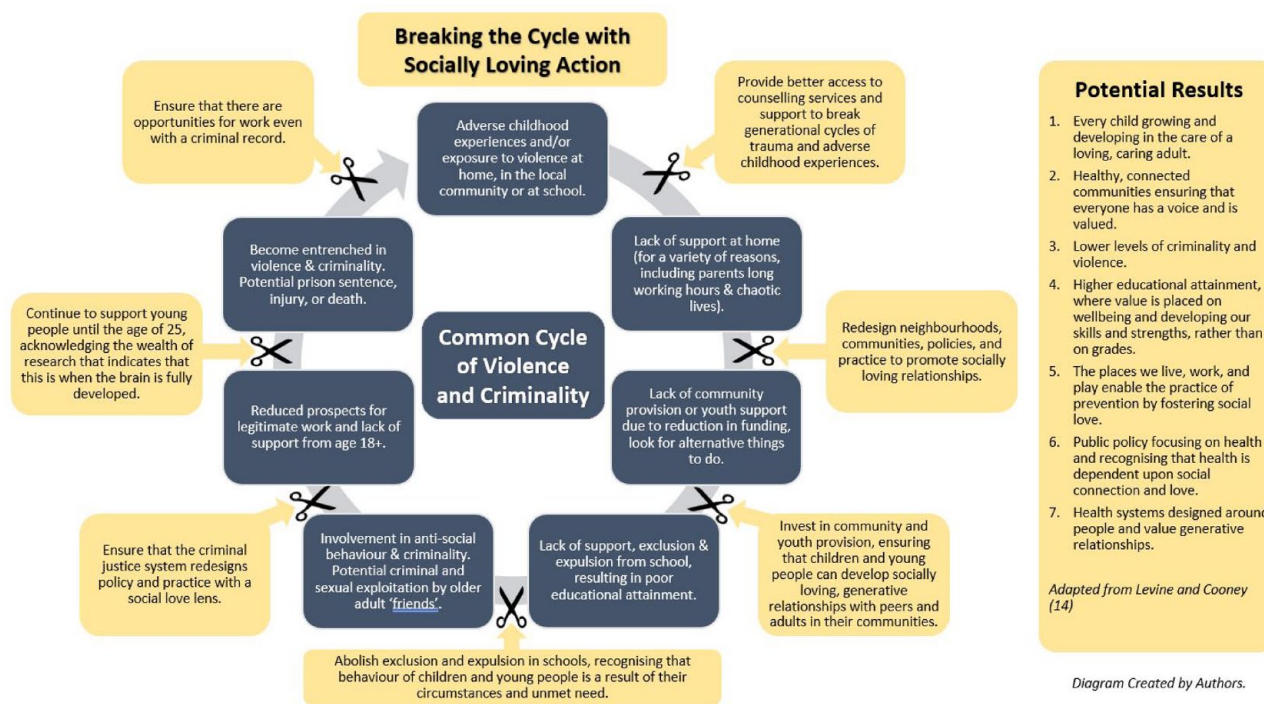 Breaking the Cycle with
Socially Loving Action
Ensure that there are
opportunities for work even
with a criminal record.
Adverse childhood
experiences and/or
exposure to violence at
home, in the local
community or at school.
Provide better access to
counselling services and
support to break
generational cycles of
trauma and adverse
childhood experiences.
Become entrenched in
violence & criminality.
Potential prison sentence,
injury, or death.
Lack of support at home
(for a variety of reasons,
including parents long
working hours & chaotic
lives).
Continue to support young
people until the age of 25,
acknowledging the wealth of
research that indicates that
this is when the brain is fully
developed.
Common Cycle
of Violence
and Criminality
Redesign neighbourhoods,
communities, policies, and
practice to promote socially
loving relationships.
Reduced prospects for
legitimate work and lack of
support from age 18+.
Lack of community
provision or youth support
due to reduction in funding,
look for alternative things
to do.
Ensure that the criminal
justice system redesigns
policy and practice with a
social love lens.
Involvement in anti-social
behaviour & criminality.
Potential criminal and
sexual exploitation by older
adult ‘friends’.
Lack of support, exclusion &
expulsion from school,
resulting in poor
educational attainment.
Invest in community and
youth provision, ensuring
that children and young
people can develop socially
loving, generative
relationships with peers and
adults in their communities.
Abolish exclusion and expulsion in schools, recognising that
behaviour of children and young people is a result of their
circumstances and unmet need.
Potential Results
1. Every child growing and
developing in the care of a
loving, caring adult.
2. Healthy, connected
communities ensuring that
everyone has a voice and is
valued.
3. Lower levels of criminality and
violence.
4. Higher educational attainment,
where value is placed on
wellbeing and developing our
skills and strengths, rather than
on grades.
5. The places we live, work, and
play enable the practice of
prevention by fostering social
love.
6. Public policy focusing on health
and recognising that health is
dependent upon social
connection and love.
7. Health systems designed around
people and value generative
relationships.
Adapted from Levine and Cooney
(14)
Diagram Created by Authors.